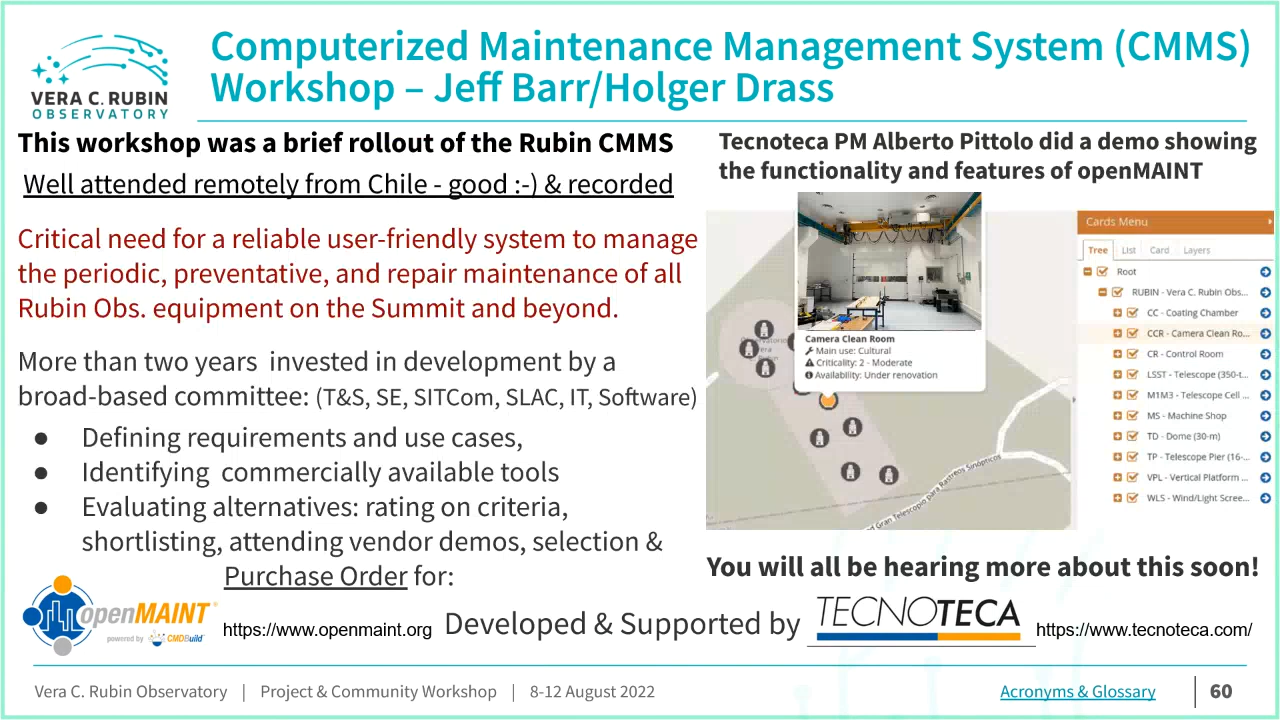 Computerized Maintenance Management System (CMMS)
Workshop – Jeff Barr/Holger Drass
VERA C. RUBIN
OBSERVATORY
This workshop was a brief rollout of the Rubin CMMS
Well attended remotely from Chile - good :-) & recorded
Critical need for a reliable user-friendly system to manage
the periodic, preventative, and repair maintenance of all
Rubin Obs. equipment on the Summit and beyond.
More than two years invested in development by a
broad-based committee: (T&S, SE, SITCom, SLAC, IT, Software)
● Defining requirements and use cases,
● Identifying commercially available tools
● Evaluating alternatives: rating on criteria,
shortlisting, attending vendor demos, selection &
Purchase Order for:
openMAINT
powered by CMDBuild
https://www.openmaint.org
Developed & Supported by
TECNOTECA
https://www.tecnoteca.com/
Tecnoteca PM Alberto Pittolo did a demo showing
the functionality and features of openMAINT
Camera Clean Room
Main use: Cultural
Criticality: 2 - Moderate
Availability: Under renovation
Gran Telescopio para Rastreos Sinópticos
Cards Menu
Tree List Card Layers
Root
RUBIN - Vera C. Rubin Obs...
CC - Coating Chamber
CCR - Camera Clean Ro...
CR - Control Room
LSST - Telescope (350-t...
M1M3 - Telescope Cell ...
MS - Machine Shop
TD - Dome (30-m)
TP - Telescope Pier (16-...
VPL - Vertical Platform ...
WLS - Wind/Light Scree...
You will all be hearing more about this soon!
Vera C. Rubin Observatory | Project & Community Workshop | 8-12 August 2022
Acronyms & Glossary
60